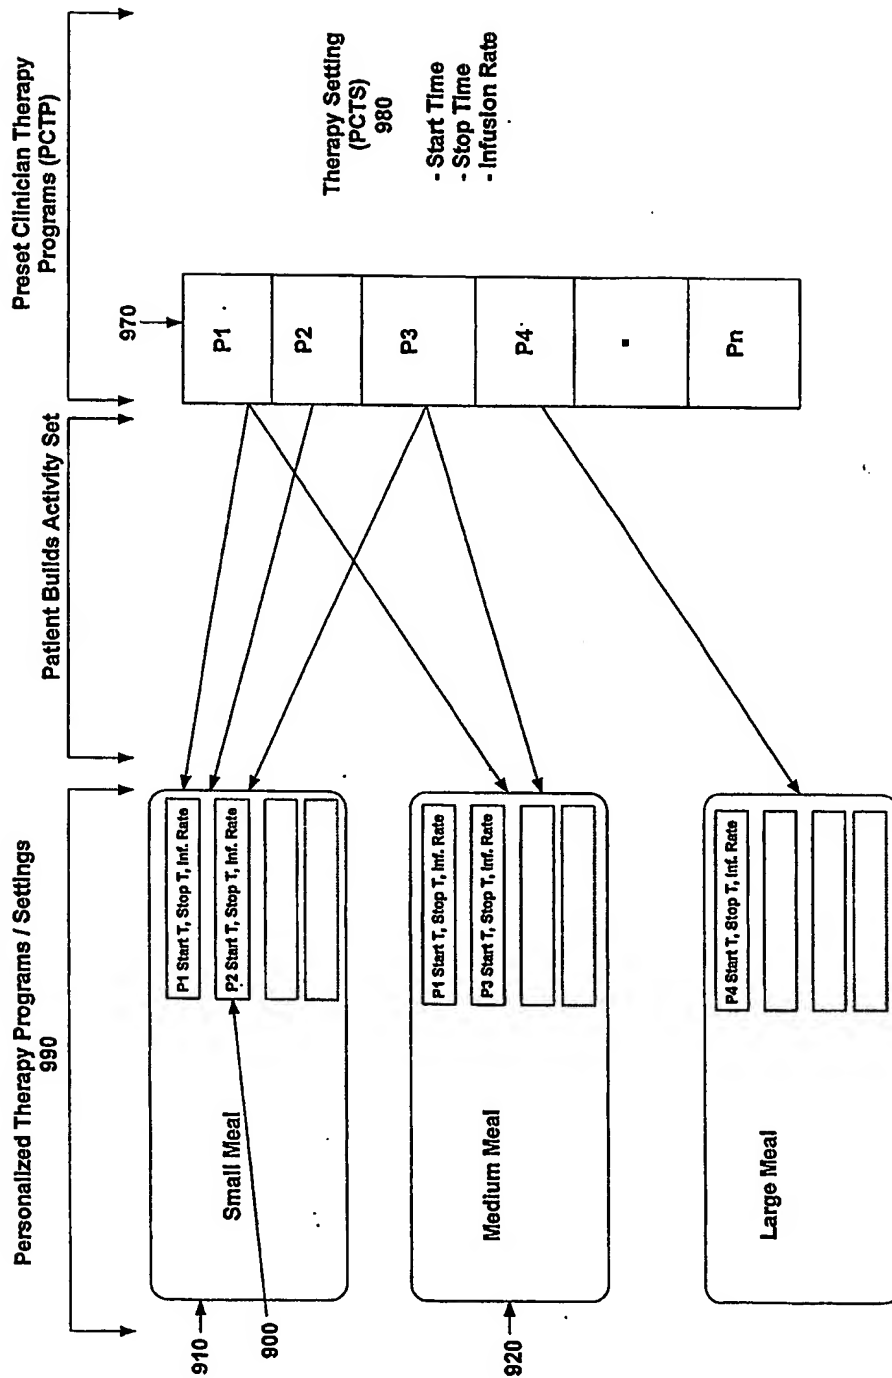 Personalized Therapy Programs / Settings
990
Patient Builds Activity Set
Preset Clinician Therapy
Programs (PCTP)
910
900
Small Meal
P1 Start T, Stop T, Inf. Rate
P2 Start T, Stop T, Inf. Rate
920
Medium Meal
P1 Start T, Stop T, Inf. Rate
P3 Start T, Stop T, Inf. Rate
Large Meal
P4 Start T, Stop T, Inf. Rate
970
P1
P2
P3
P4
Pn
Therapy Setting
(PCTS)
980
- Start Time
- Stop Time
- Infusion Rate